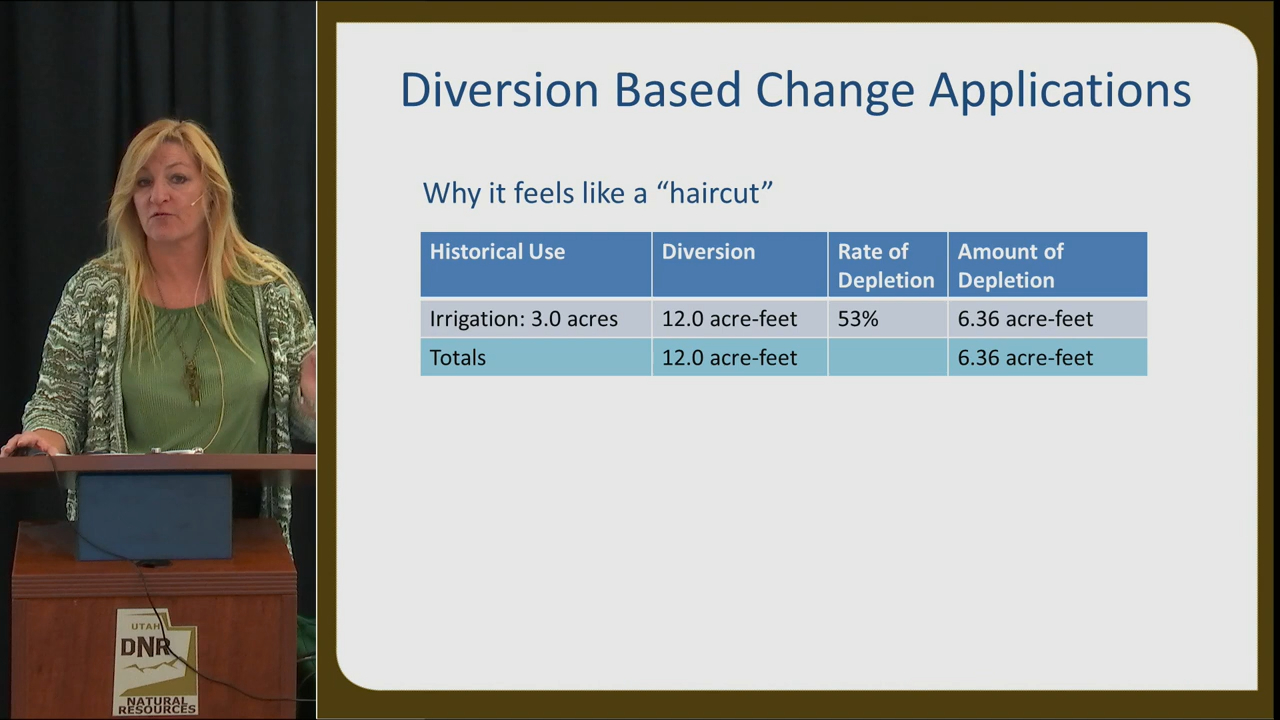 Diversion Based Change Applications
Why it feels like a “haircut”
Historical Use Diversion Rate of Depletion Amount of Depletion
Irrigation: 3.0 acres 12.0 acre-feet 53% 6.36 acre-feet
Totals 12.0 acre-feet 6.36 acre-feet
UTAH
DNR
NATURAL
RESOURCES